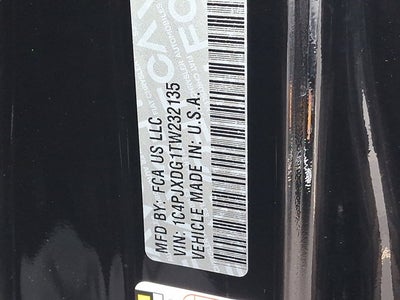 MFD BY: FCA US LLC
VIN: 1C4PJXDG1TW232135
VEHICLE MADE IN: U.S.A.